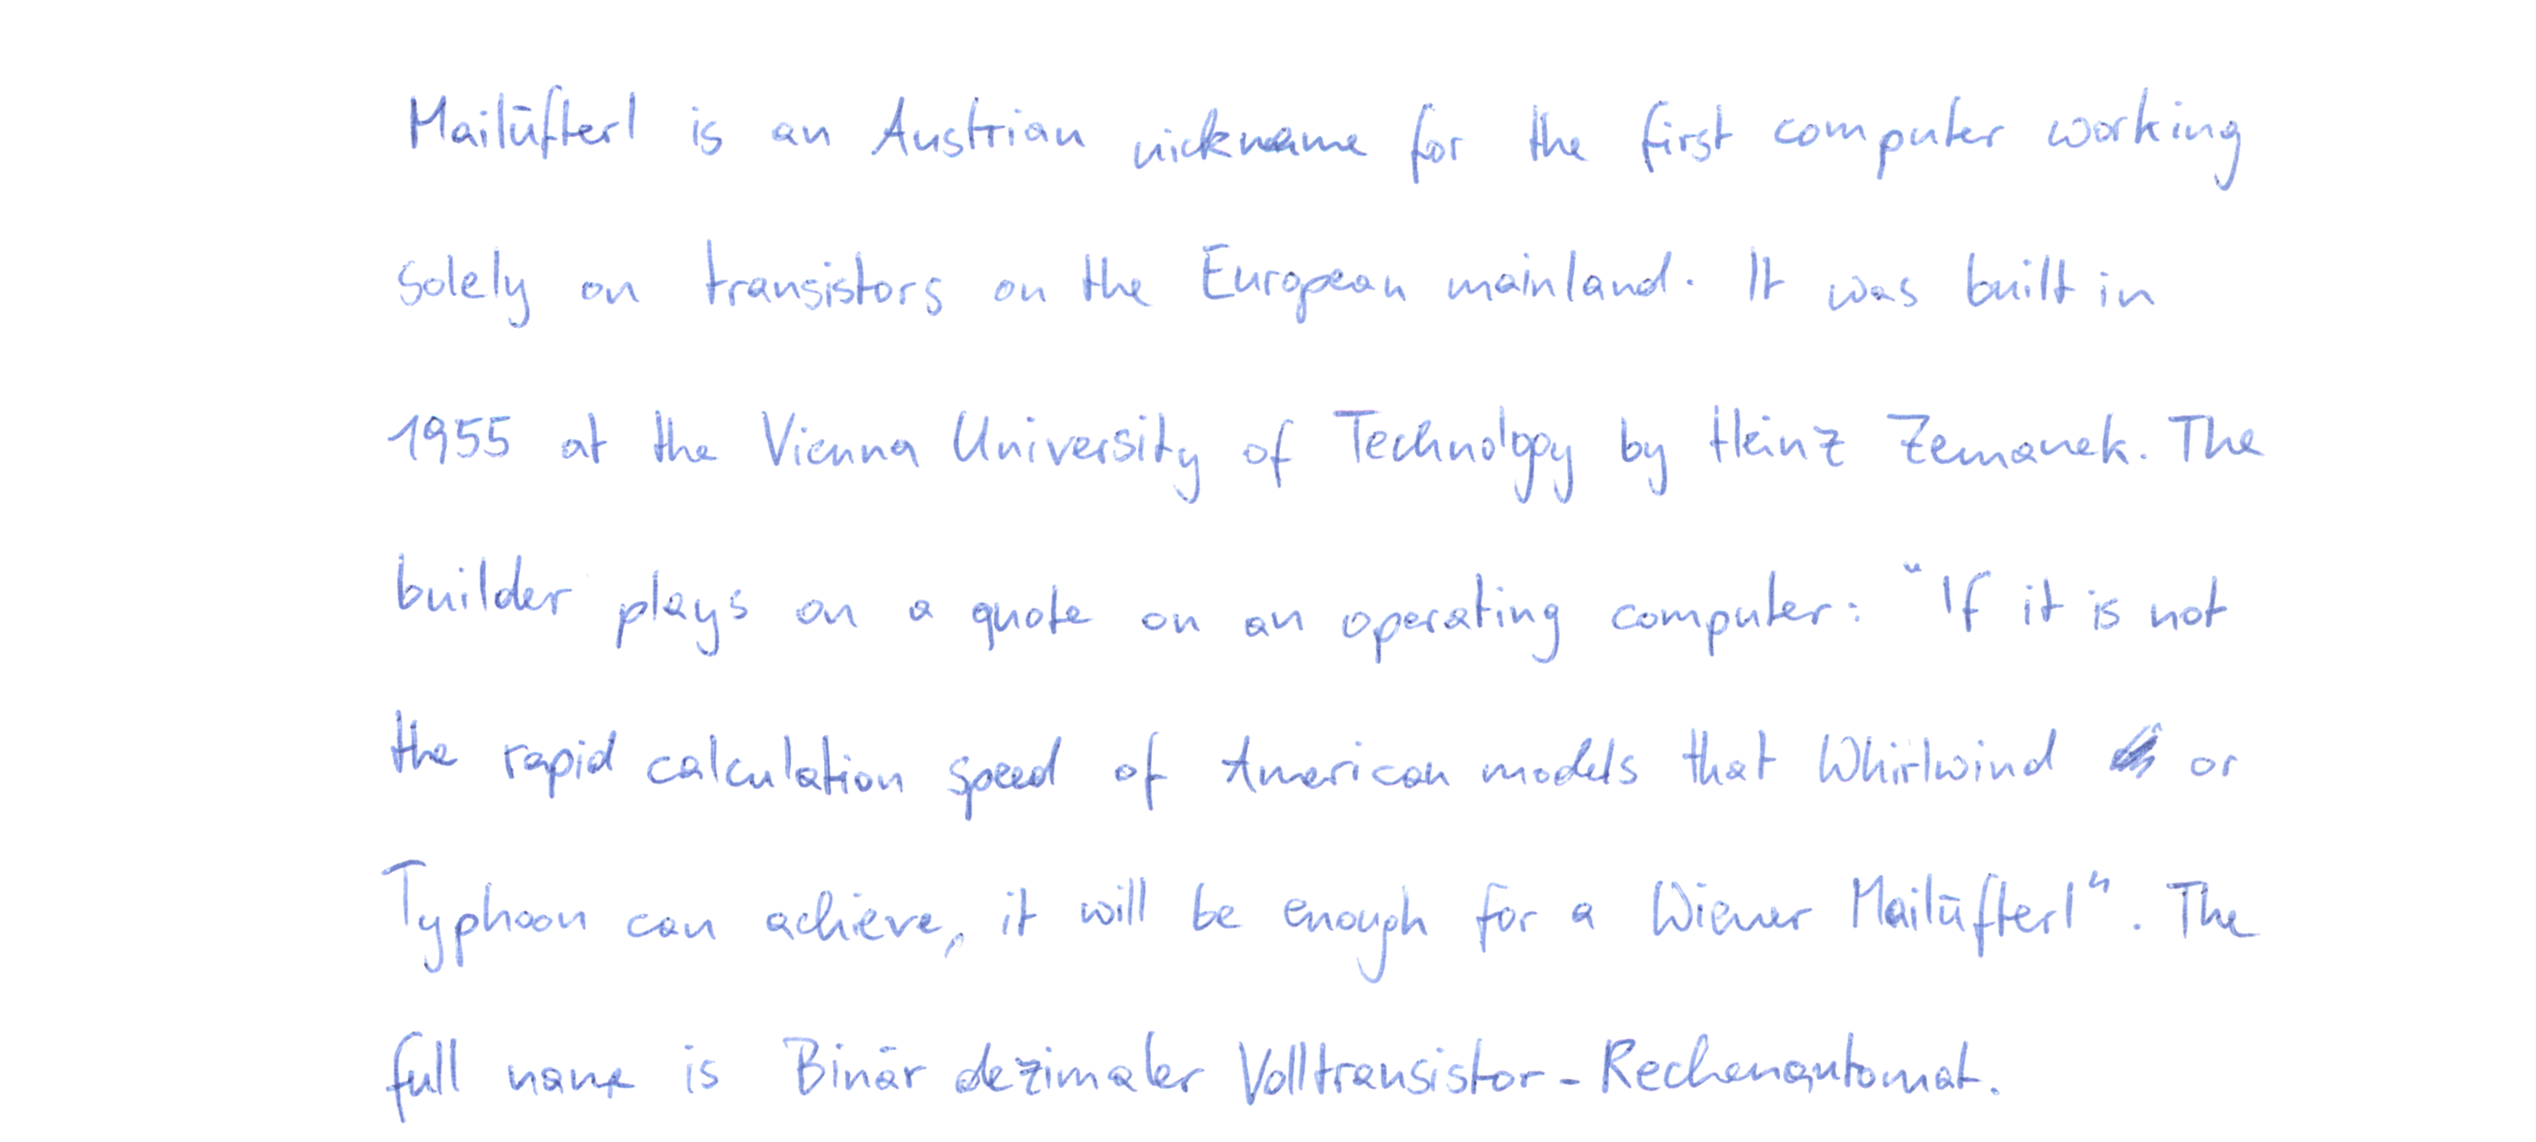 Mailüfterl is an Austrian nickname for the first computer working
solely on transistors on the European mainland. It was built in
1955 at the Vienna University of Technology by Heinz Zemanek. The
builder plays on a quote on an operating computer: "If it is not
the rapid calculation speed of American models that Whirlwind or
Typhoon can achieve, it will be enough for a Wiener Mailüfterl". The
full name is Binär dezimaler Volltransistor-Rechenautomat.